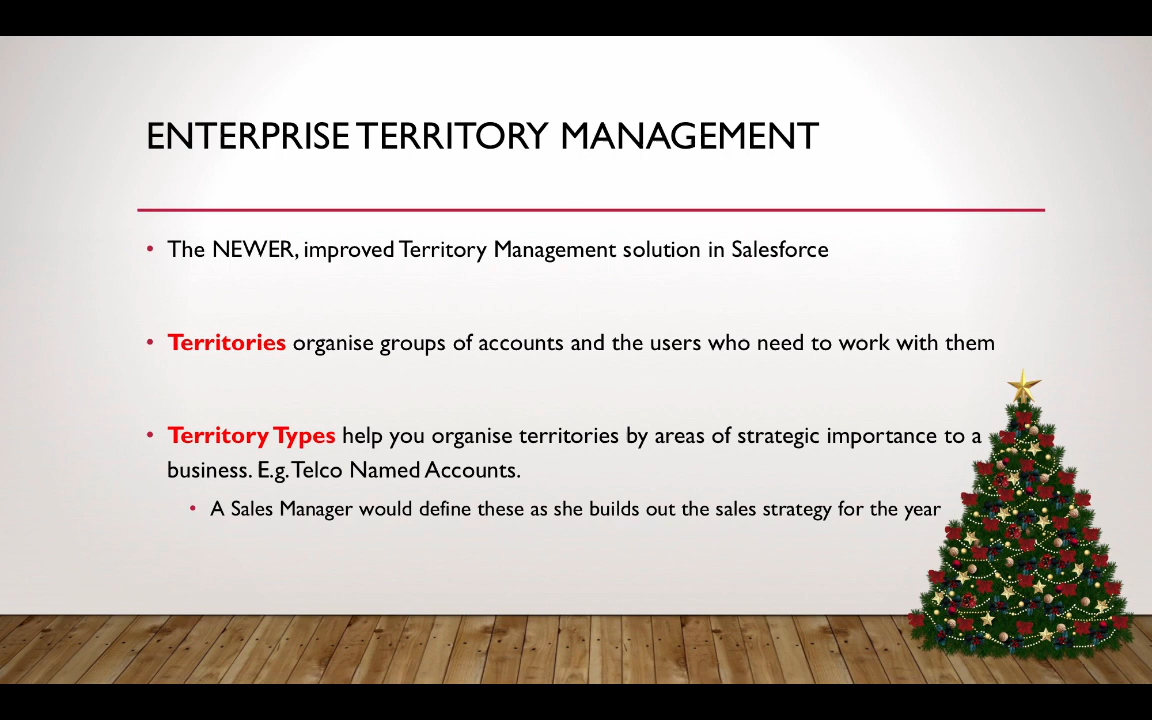 ENTERPRISE TERRITORY MANAGEMENT
• The NEWER, improved Territory Management solution in Salesforce
• Territories organise groups of accounts and the users who need to work with them
• Territory Types help you organise territories by areas of strategic importance to a
business. E.g. Telco Named Accounts.
• A Sales Manager would define these as she builds out the sales strategy for the year